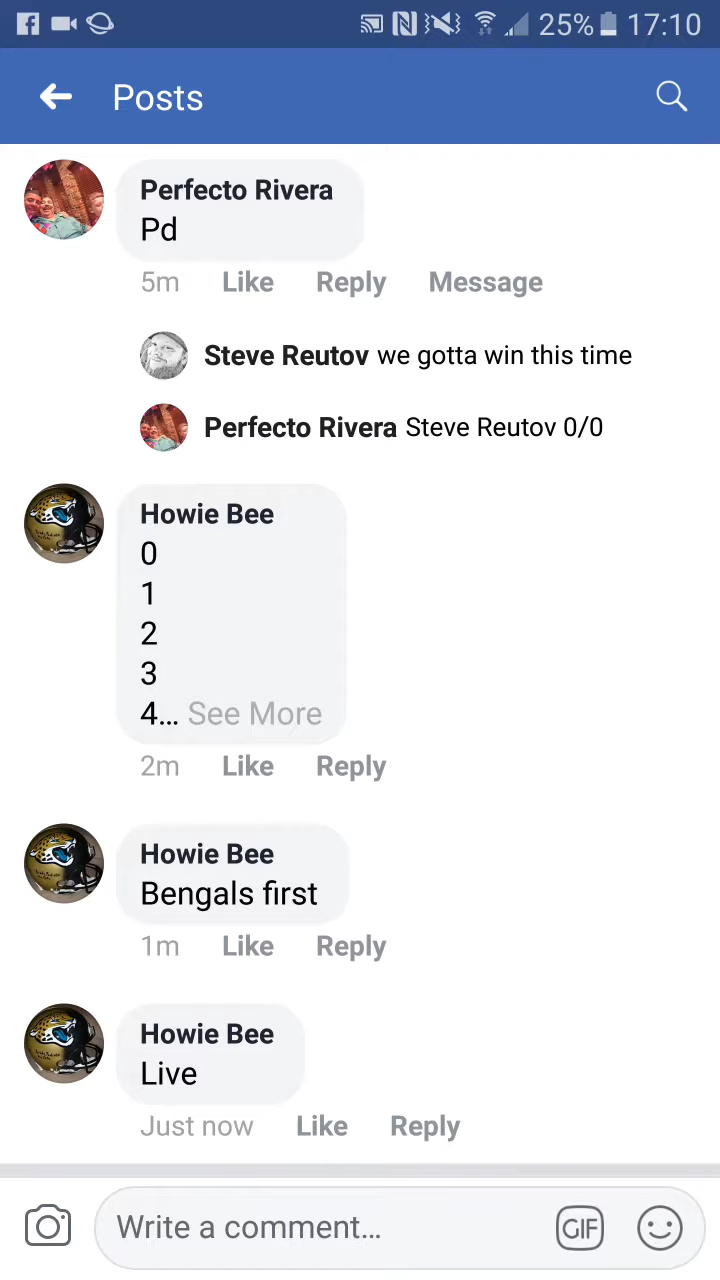 25% 17:10
Posts
Perfecto Rivera
Pd
5m Like Reply Message
Steve Reutov we gotta win this time
Perfecto Rivera Steve Reutov 0/0
Howie Bee
0
1
2
3
4... See More
2m Like Reply
Howie Bee
Bengals first
1m Like Reply
Howie Bee
Live
Just now Like Reply
Write a comment... GIF